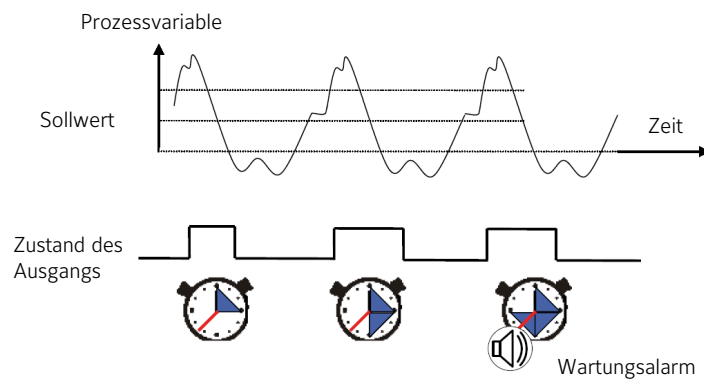 Prozessvariable
Sollwert
Zeit
Zustand des
Ausgangs
Wartungsalarm